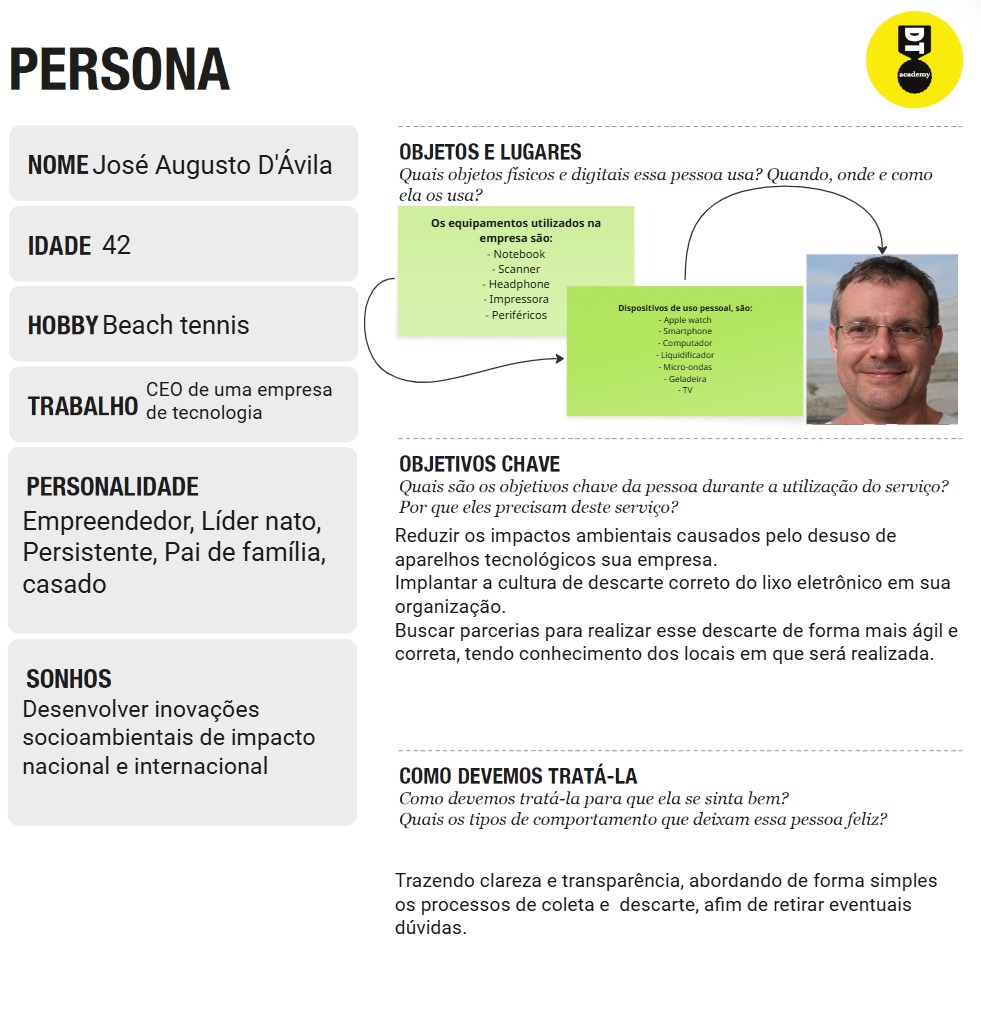 PERSONA
DT
academy
NOME José Augusto D'Ávila
IDADE 42
HOBBY Beach tennis
TRABALHO CEO de uma empresa
de tecnologia
PERSONALIDADE
Empreendedor, Líder nato,
Persistente, Pai de família,
casado
SONHOS
Desenvolver inovações
socioambientais de impacto
nacional e internacional
OBJETOS E LUGARES
Quais objetos físicos e digitais essa pessoa usa? Quando, onde e como
ela os usa?
Os equipamentos utilizados na
empresa são:
- Notebook
- Scanner
- Headphone
- Impressora
- Periféricos
Dispositivos de uso pessoal, são:
- Apple watch
- Smartphone
- Computador
- Liquidificador
- Micro-ondas
- Geladeira
- TV
OBJETIVOS CHAVE
Quais são os objetivos chave da pessoa durante a utilização do serviço?
Por que eles precisam deste serviço?
Reduzir os impactos ambientais causados pelo desuso de
aparelhos tecnológicos sua empresa.
Implantar a cultura de descarte correto do lixo eletrônico em sua
organização.
Buscar parcerias para realizar esse descarte de forma mais ágil e
correta, tendo conhecimento dos locais em que será realizada.
COMO DEVEMOS TRATÁ-LA
Como devemos tratá-la para que ela se sinta bem?
Quais os tipos de comportamento que deixam essa pessoa feliz?
Trazendo clareza e transparência, abordando de forma simples
os processos de coleta e  descarte, afim de retirar eventuais
dúvidas.